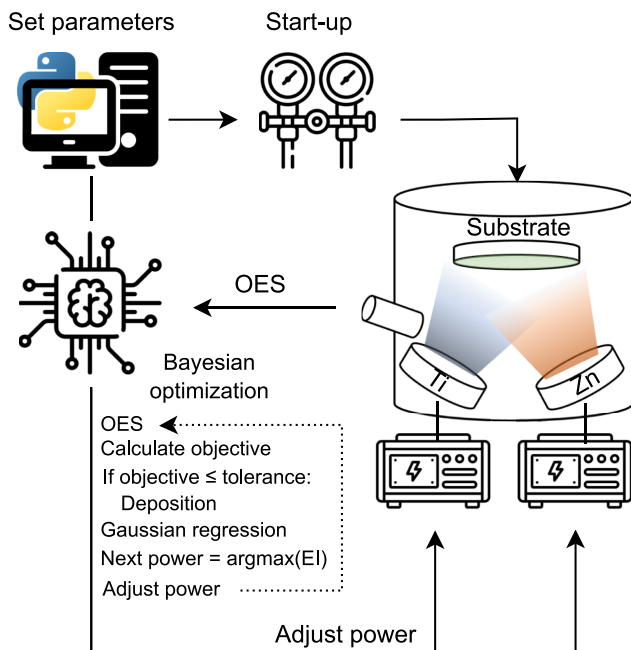 Set parameters
Start-up
Substrate
OES
Ti
Zn
Bayesian
optimization
OES
Calculate objective
If objective ≤ tolerance:
Deposition
Gaussian regression
Next power = argmax(EI)
Adjust power
Adjust power